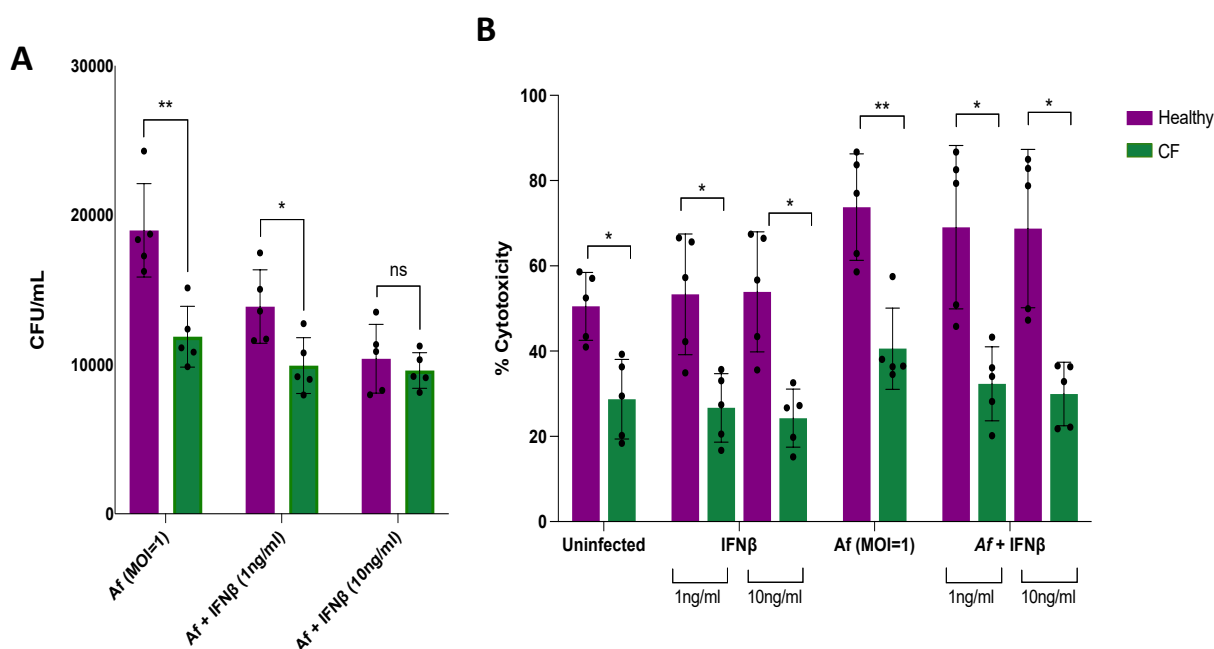 A
CFU/mL
30000
20000
10000
0
**
*
ns
Af (MOI=1)
Af + IFNβ (1ng/ml)
Af + IFNβ (10ng/ml)
B
% Cytotoxicity
100
80
60
40
20
0
*
*
*
**
*
*
Uninfected
IFNβ
Af (MOI=1)
Af + IFNβ
1ng/ml
10ng/ml
1ng/ml
10ng/ml
Healthy
CF